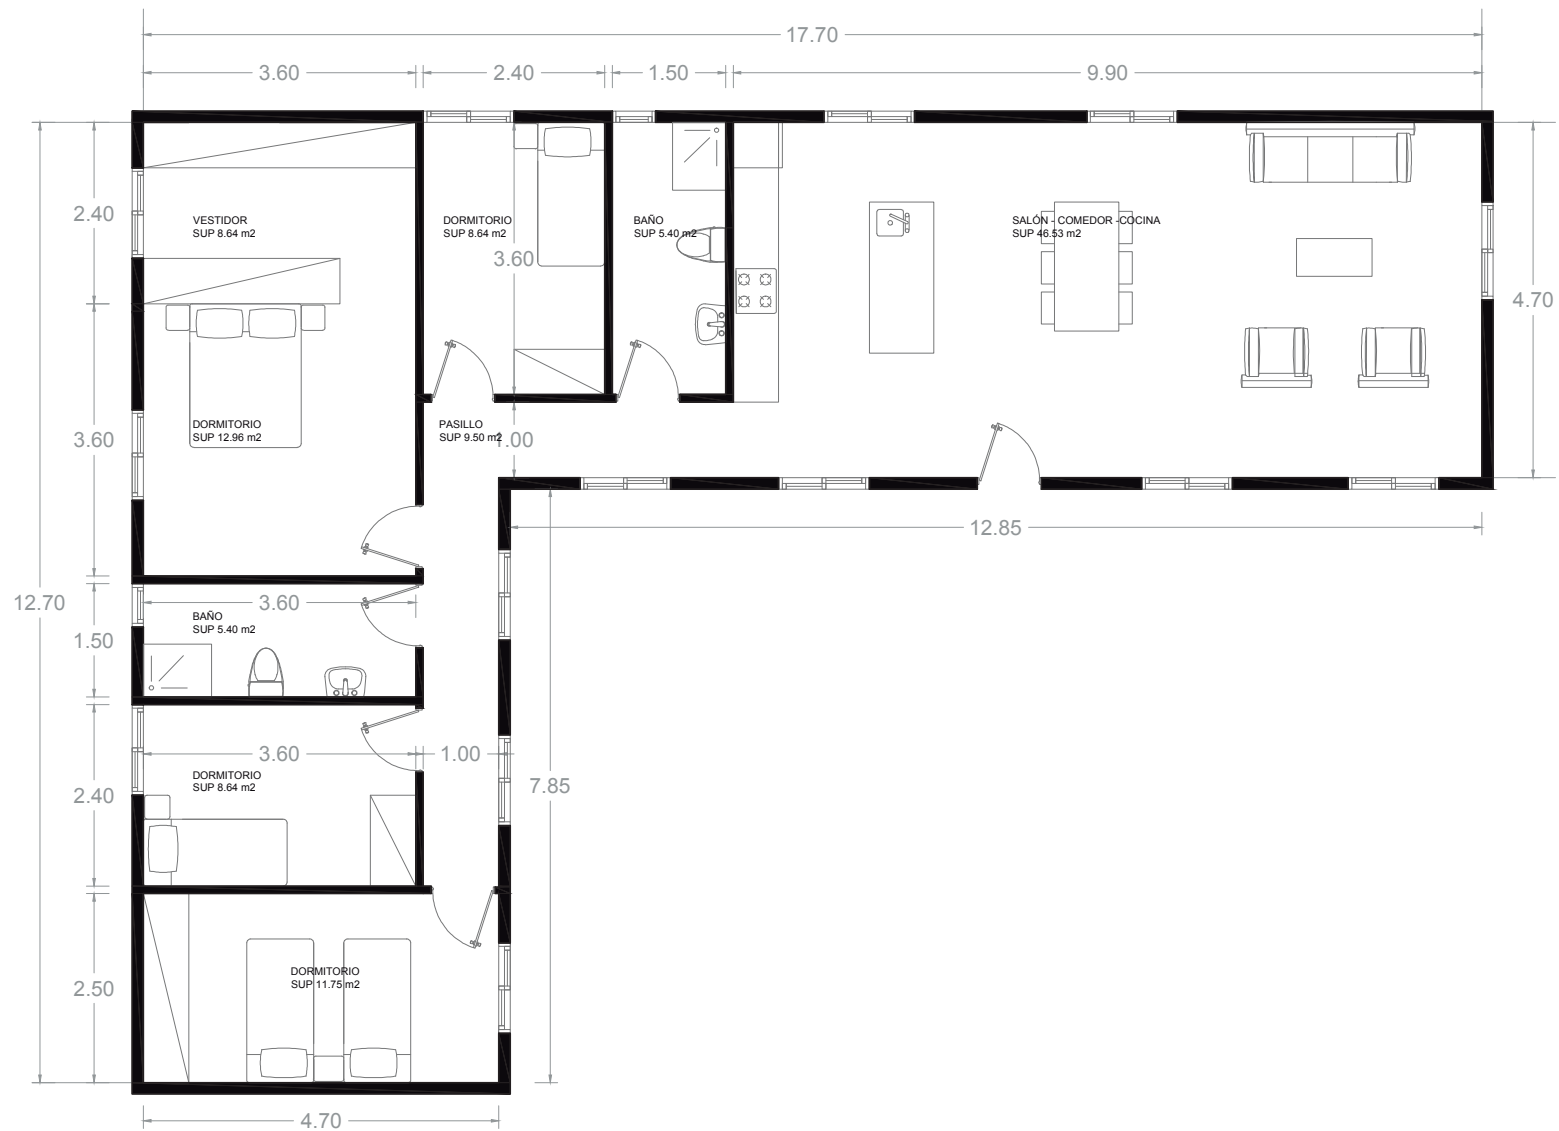 17.70
3.60
2.40
1.50
9.90
2.40
VESTIDOR
SUP 8.64 m2
DORMITORIO
SUP 8.64 m2
3.60
BAÑO
SUP 5.40 m2
SALÓN - COMEDOR -COCINA
SUP 46.53 m2
4.70
3.60
DORMITORIO
SUP 12.96 m2
PASILLO
SUP 9.50 m2
1.00
12.85
12.70
1.50
3.60
BAÑO
SUP 5.40 m2
2.40
3.60
1.00
DORMITORIO
SUP 8.64 m2
7.85
2.50
DORMITORIO
SUP 11.75 m2
4.70